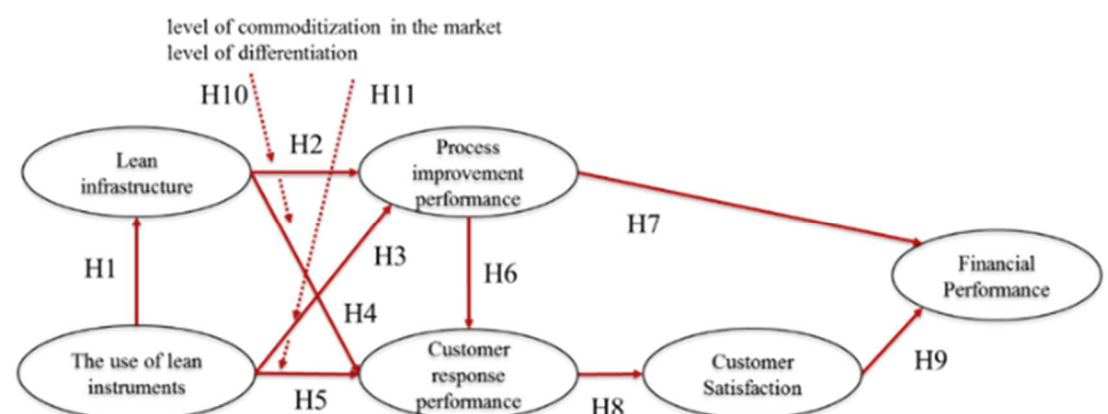 level of commoditization in the market
level of differentiation
H10
H11
H2
Lean
infrastructure
Process
improvement
performance
H7
H1
H3
H6
Financial
Performance
H4
The use of lean
instruments
Customer
response
performance
Customer
Satisfaction
H9
H5
H8